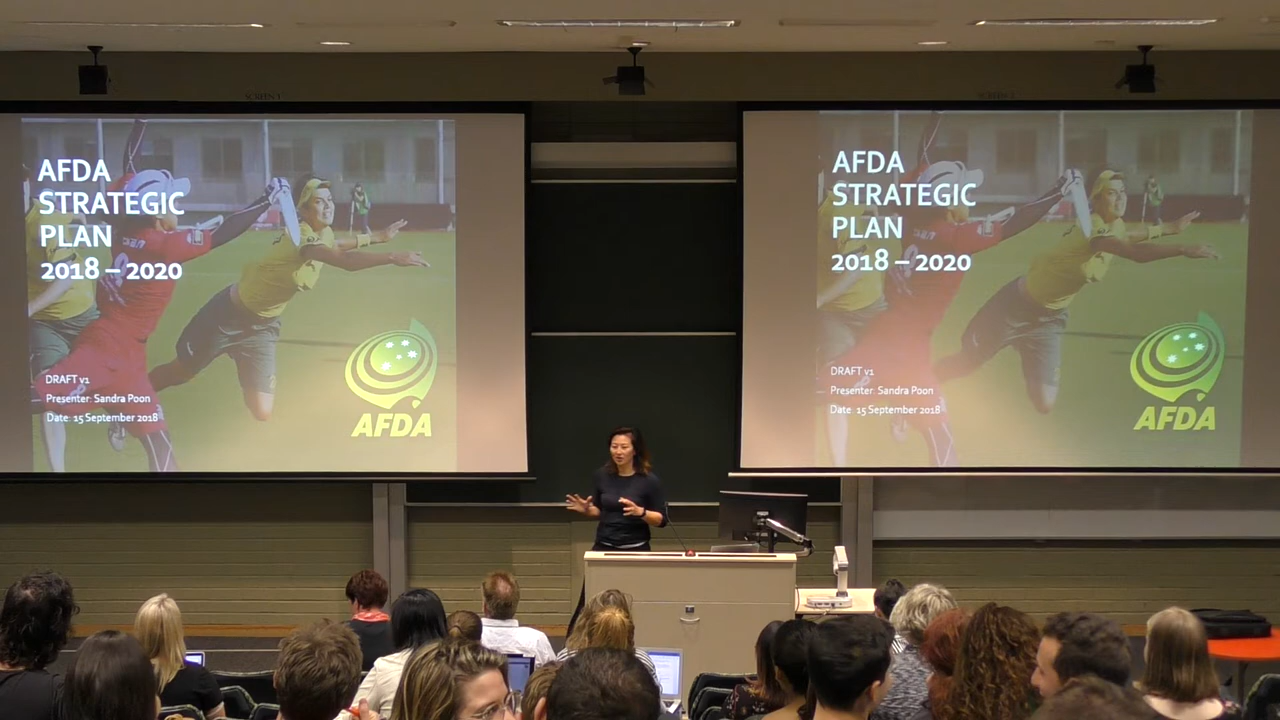 AFDA
STRATEGIC
PLAN
2018 – 2020
DRAFT v1
Presenter: Sandra Poon
Date: 15 September 2018
AFDA
AFDA
STRATEGIC
PLAN
2018 – 2020
DRAFT v1
Presenter: Sandra Poon
Date: 15 September 2018
AFDA